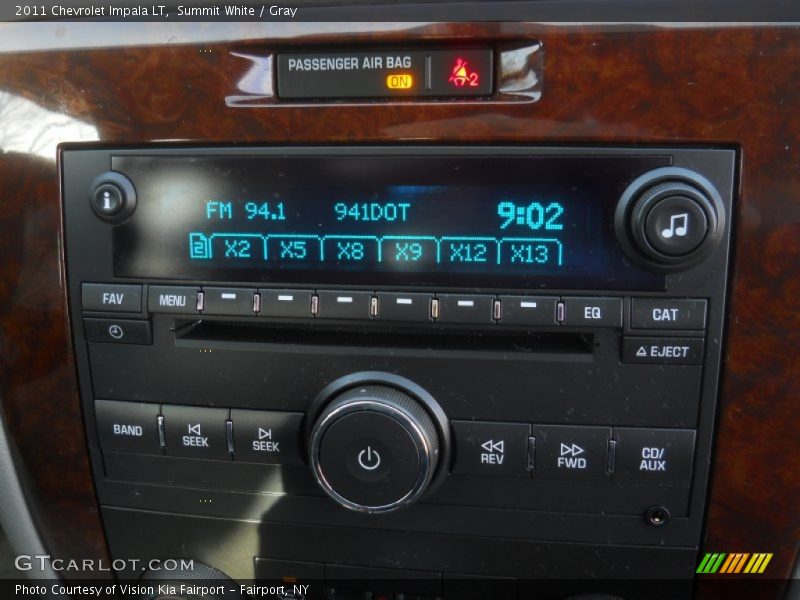 2011 Chevrolet Impala LT, Summit White / Gray
PASSENGER AIR BAG
ON
2
i
FM 94.1 941DOT 9:02
2 X2 X5 X8 X9 X12 X13
FAV MENU EQ CAT
EJECT
BAND SEEK SEEK REV FWD CD/
AUX
GTCARLOT.COM
Photo Courtesy of Vision Kia Fairport - Fairport, NY